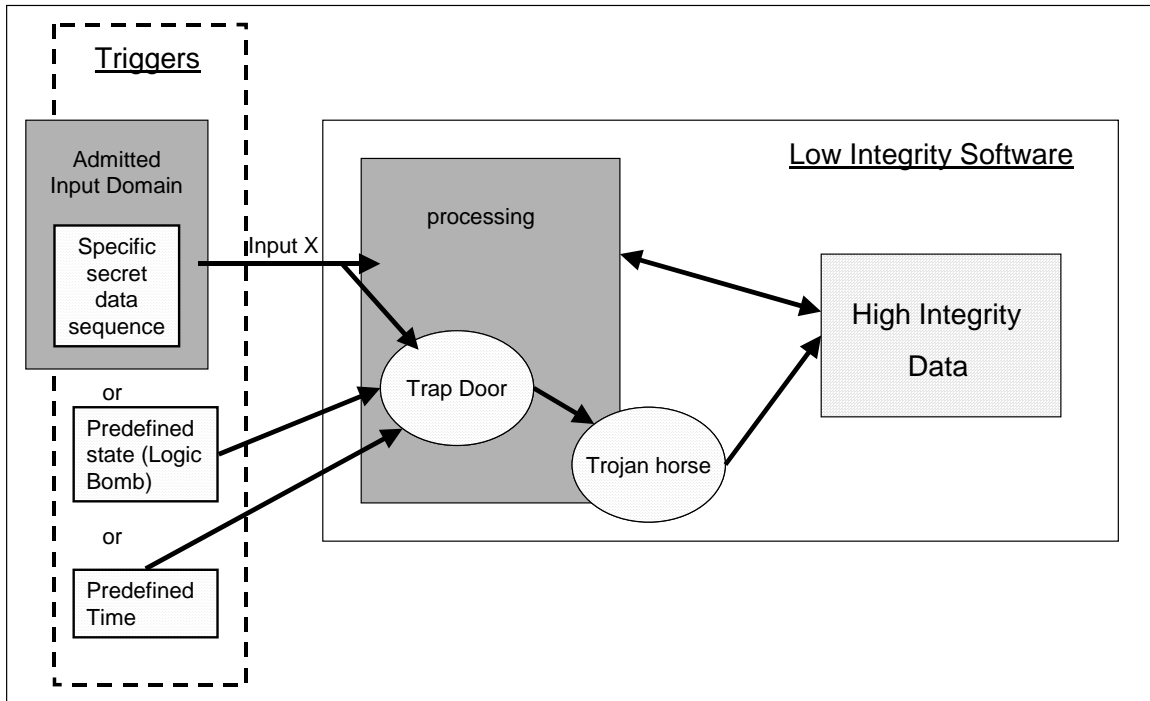 Triggers
Admitted
Input Domain
Specific
secret
data
sequence
or
Predefined
state (Logic
Bomb)
or
Predefined
Time
Input X
Low Integrity Software
processing
Trap Door
Trojan horse
High Integrity
Data